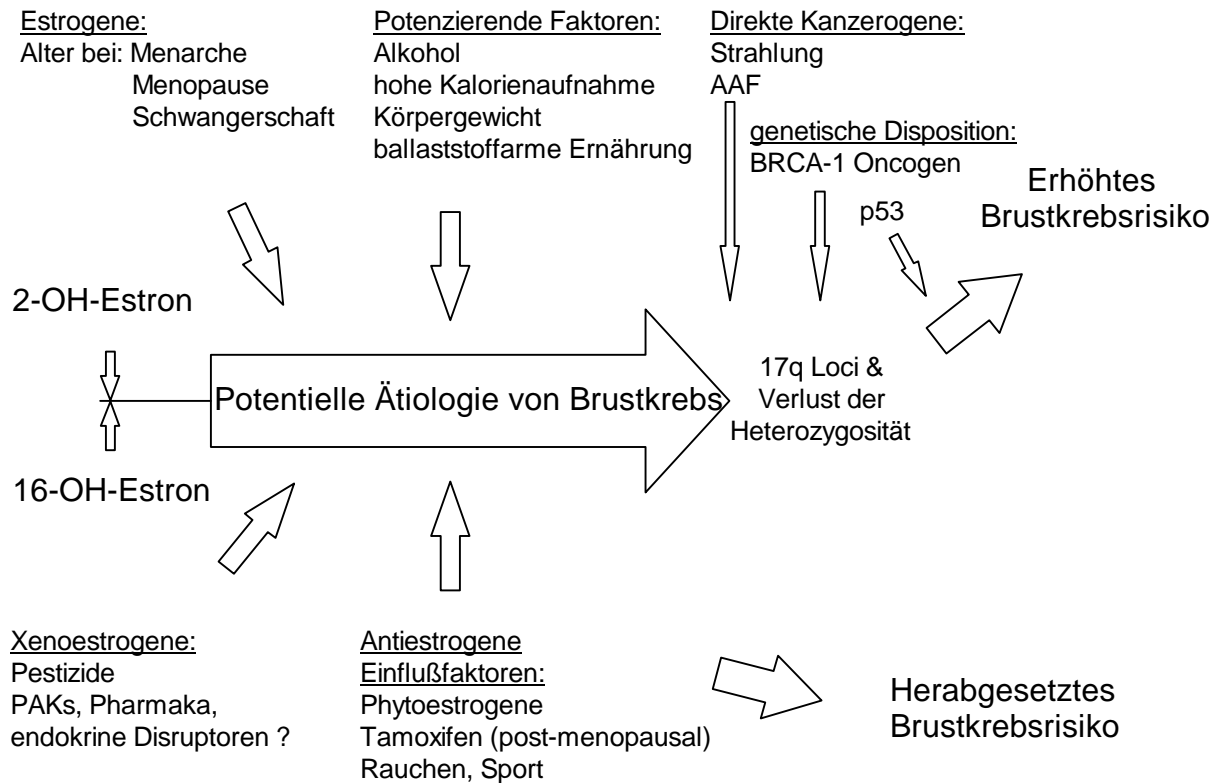 Estrogene:
Alter bei: Menarche
Menopause
Schwangerschaft
Potenzierende Faktoren:
Alkohol
hohe Kalorienaufnahme
Körpergewicht
ballaststoffarme Ernährung
Direkte Kanzerogene:
Strahlung
AAF
genetische Disposition:
BRCA-1 Oncogen
p53
Erhöhtes
Brustkrebsrisiko
2-OH-Estron
Potentielle Ätiologie von Brustkrebs
17q Loci &
Verlust der
Heterozygosität
16-OH-Estron
Xenoestrogene:
Pestizide
PAKs, Pharmaka,
endokrine Disruptoren ?
Antiestrogene
Einflußfaktoren:
Phytoestrogene
Tamoxifen (post-menopausal)
Rauchen, Sport
Herabgesetztes
Brustkrebsrisiko